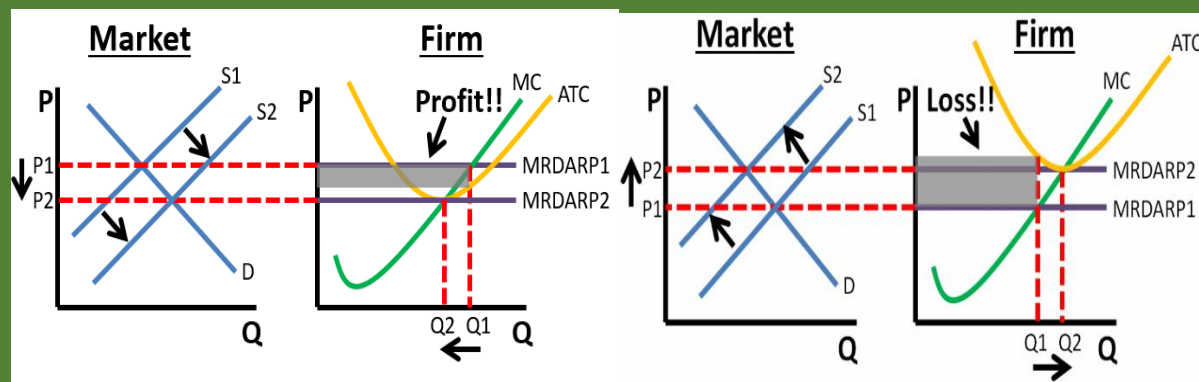 Market
Firm
S1
S2
P
P1
P2
D
Q
P
Profit!!
MC
ATC
MRDARP1
MRDARP2
Q2
Q1
Q
Market
Firm
S2
S1
P
P2
P1
D
Q
P
Loss!!
MC
ATC
MRDARP2
MRDARP1
Q1
Q2
Q